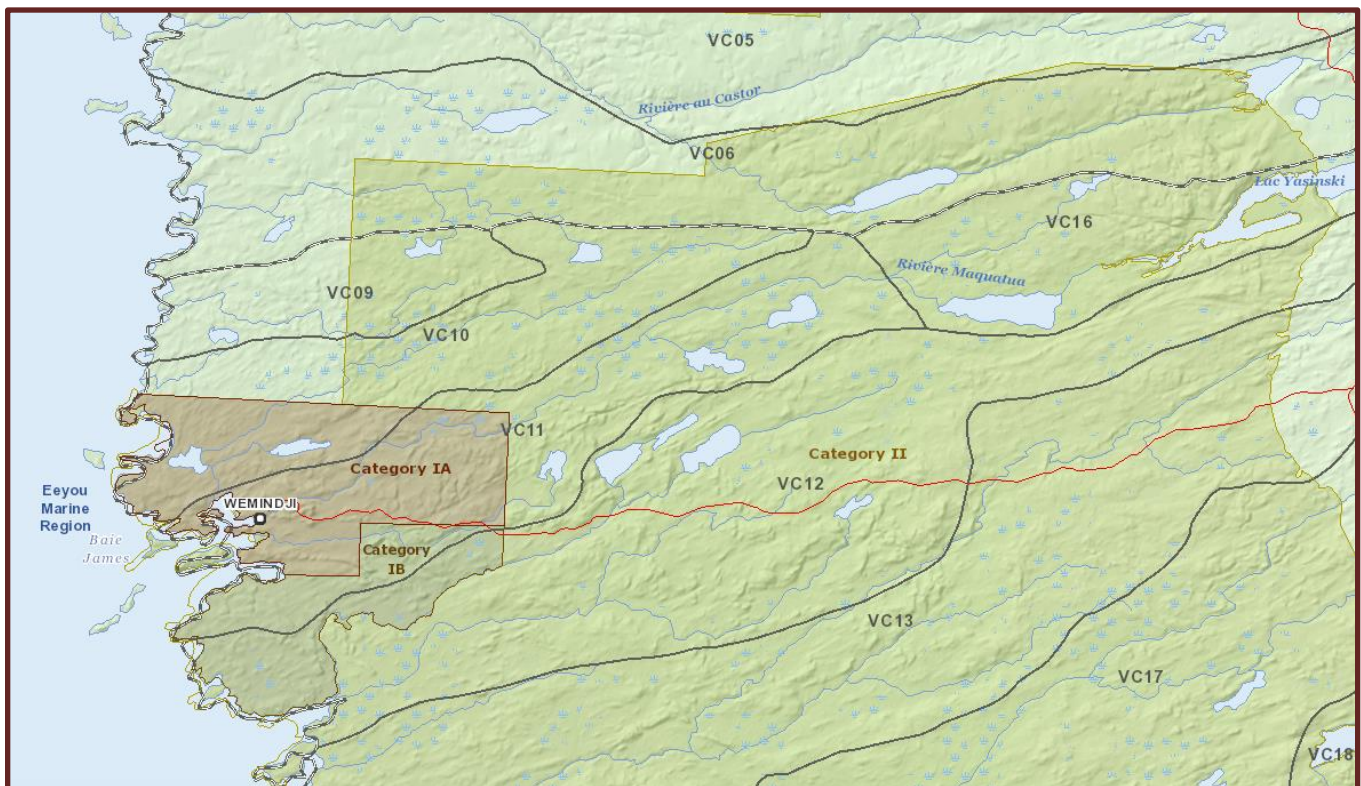 VC05
Rivière au Castor
VC06
Lac Yasinski
VC16
Rivière Maquatua
VC09
VC10
VC11
Category II
Category IA
VC12
WEMINDJI
Eeyou
Marine
Region
Baie
James
Category
IB
VC13
VC17
VC18